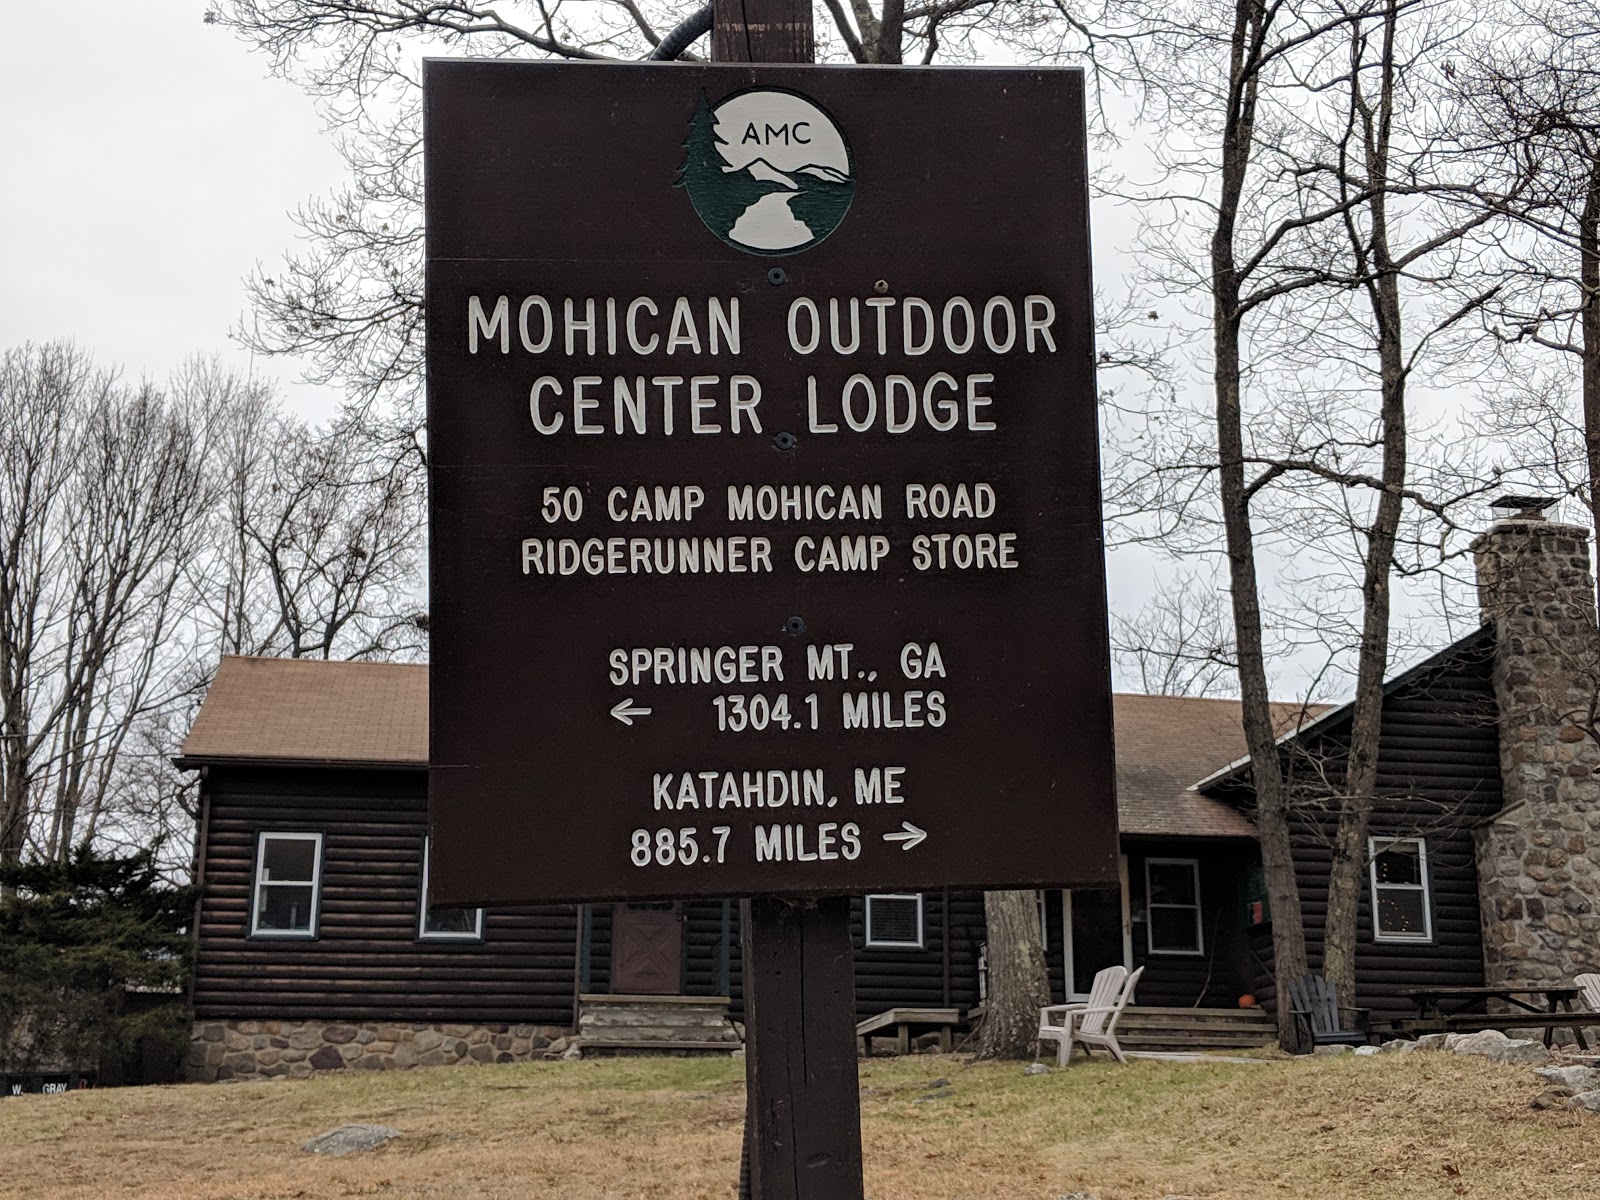 AMC
MOHICAN OUTDOOR
CENTER LODGE
50 CAMP MOHICAN ROAD
RIDGERUNNER CAMP STORE
SPRINGER MT., GA
← 1304.1 MILES
KATAHDIN, ME
885.7 MILES →
W. GRAY